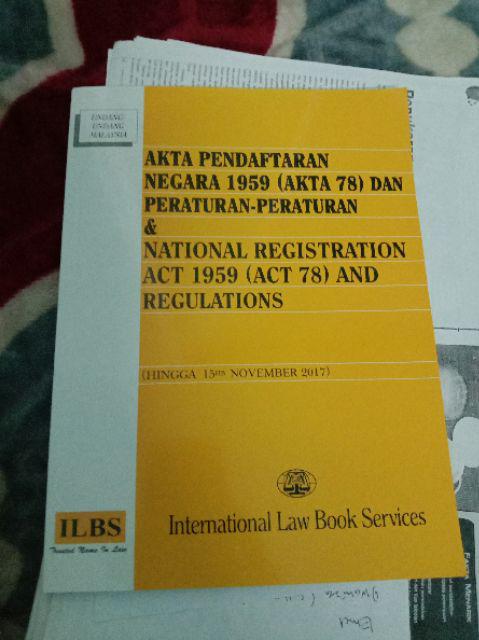 UNDANG
UNDANG
MALAYSIA
AKTA PENDAFTARAN
NEGARA 1959 (AKTA 78) DAN
PERATURAN-PERATURAN
&
NATIONAL REGISTRATION
ACT 1959 (ACT 78) AND
REGULATIONS
(HINGGA 15HB NOVEMBER 2017)
International Law Book Services
ILBS
Trusted Name In Law